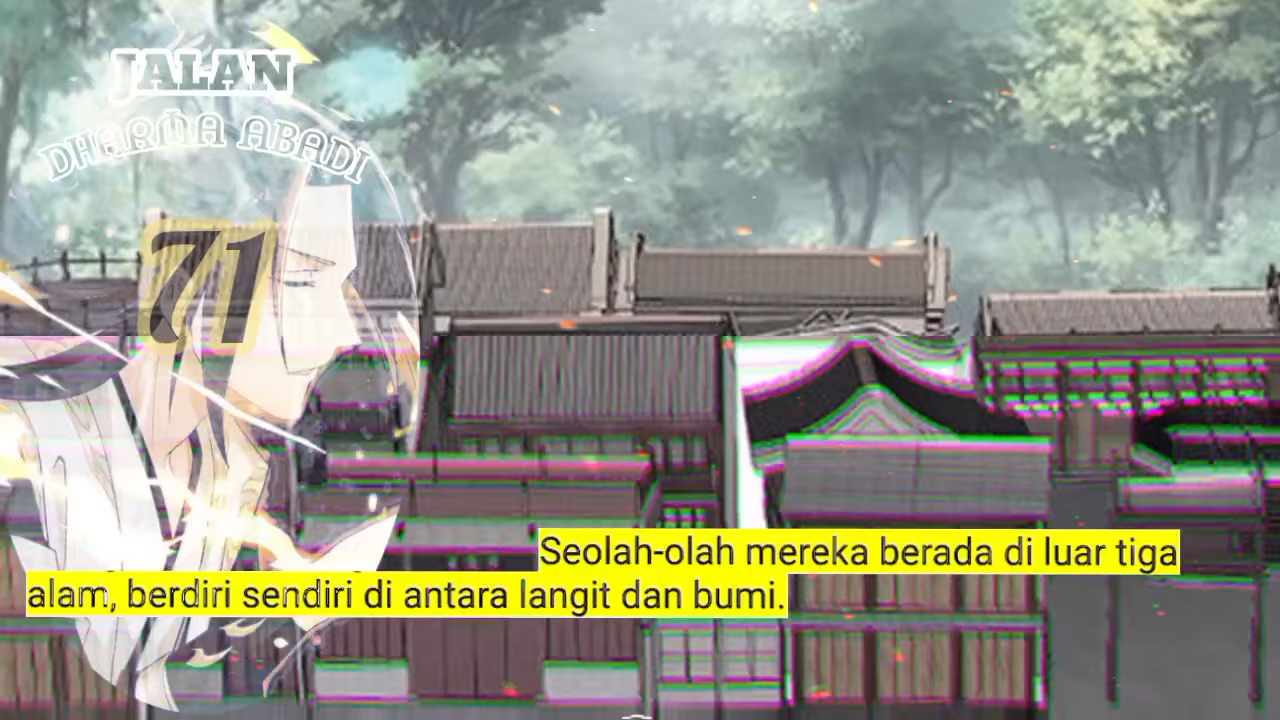 JALAN
DHARMA ABADI
71
Seolah-olah mereka berada di luar tiga
alam, berdiri sendiri di antara langit dan bumi.